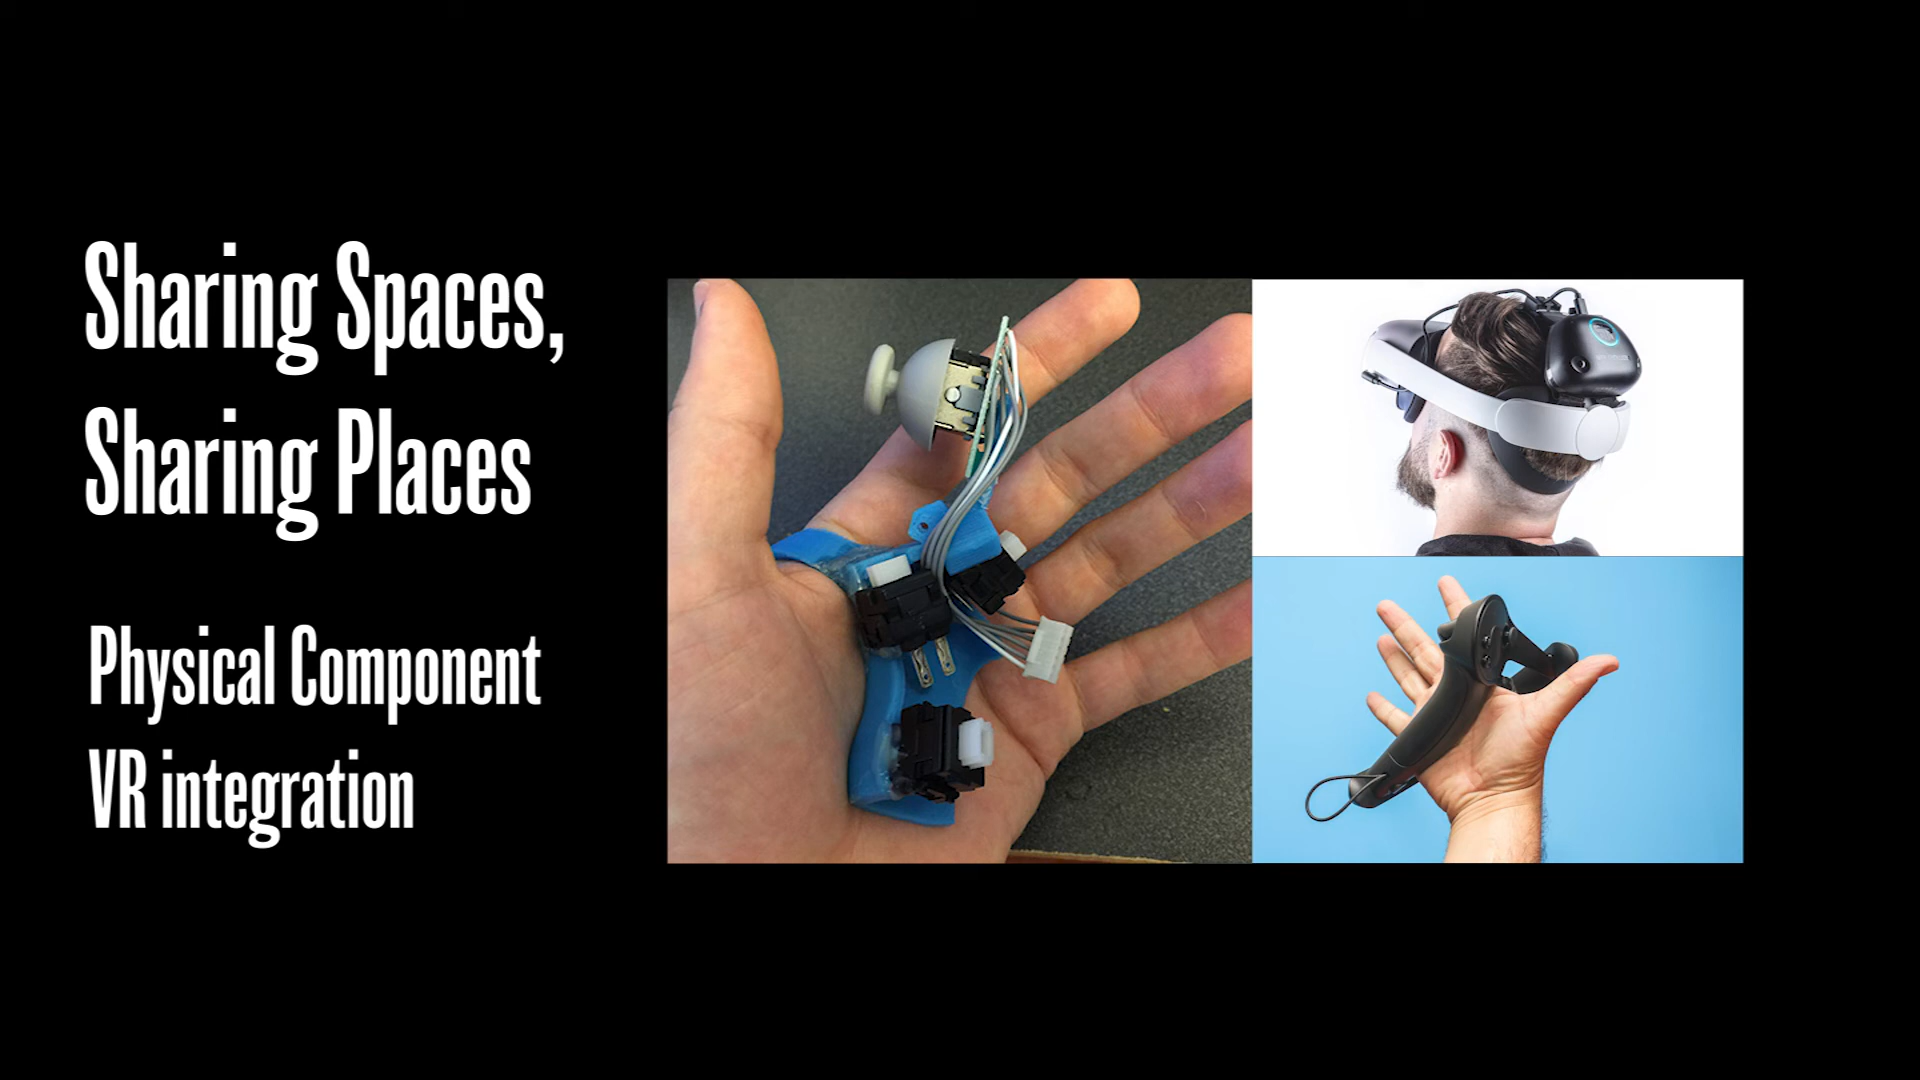 Sharing Spaces,
Sharing Places
Physical Component
VR integration